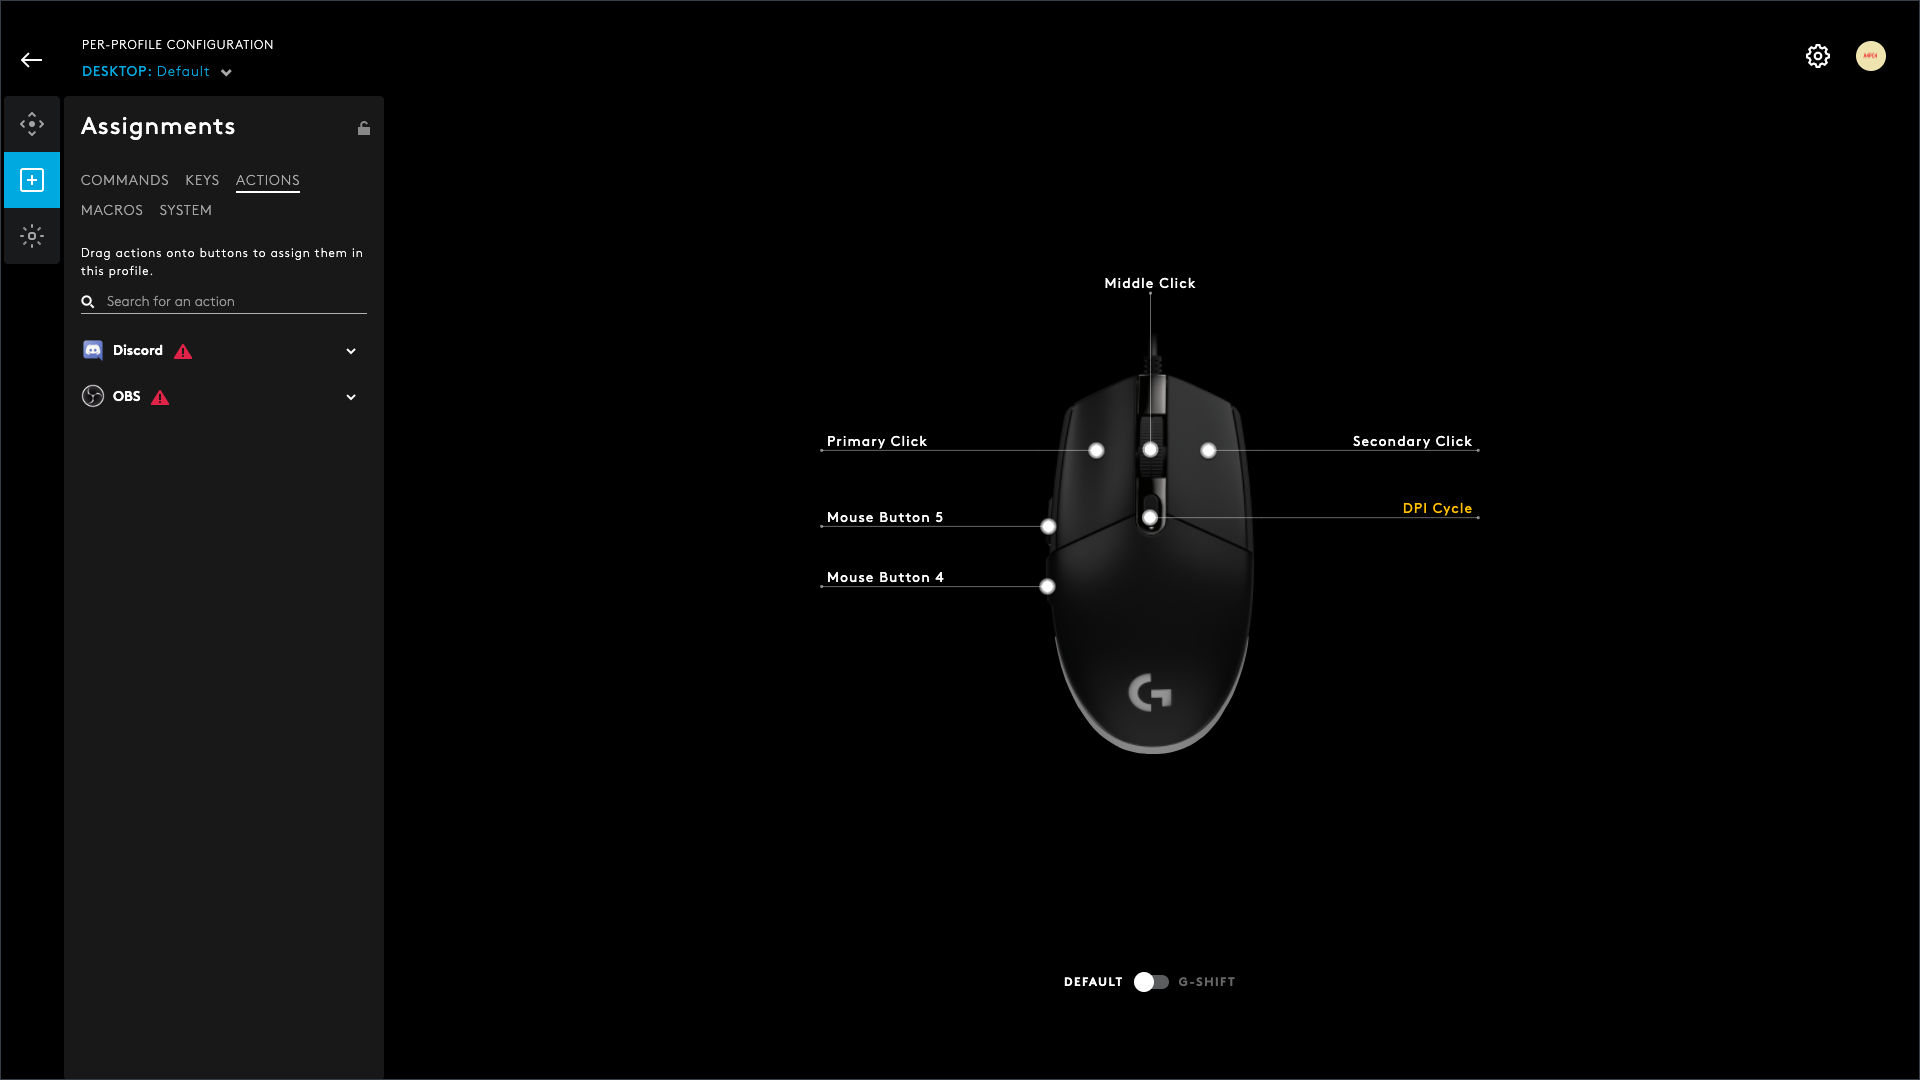 PER-PROFILE CONFIGURATION
DESKTOP: Default
Assignments
COMMANDS KEYS ACTIONS
MACROS SYSTEM
Drag actions onto buttons to assign them in
this profile.
Search for an action
Discord
OBS
Middle Click
Primary Click
Secondary Click
Mouse Button 5
DPI Cycle
Mouse Button 4
DEFAULT G-SHIFT